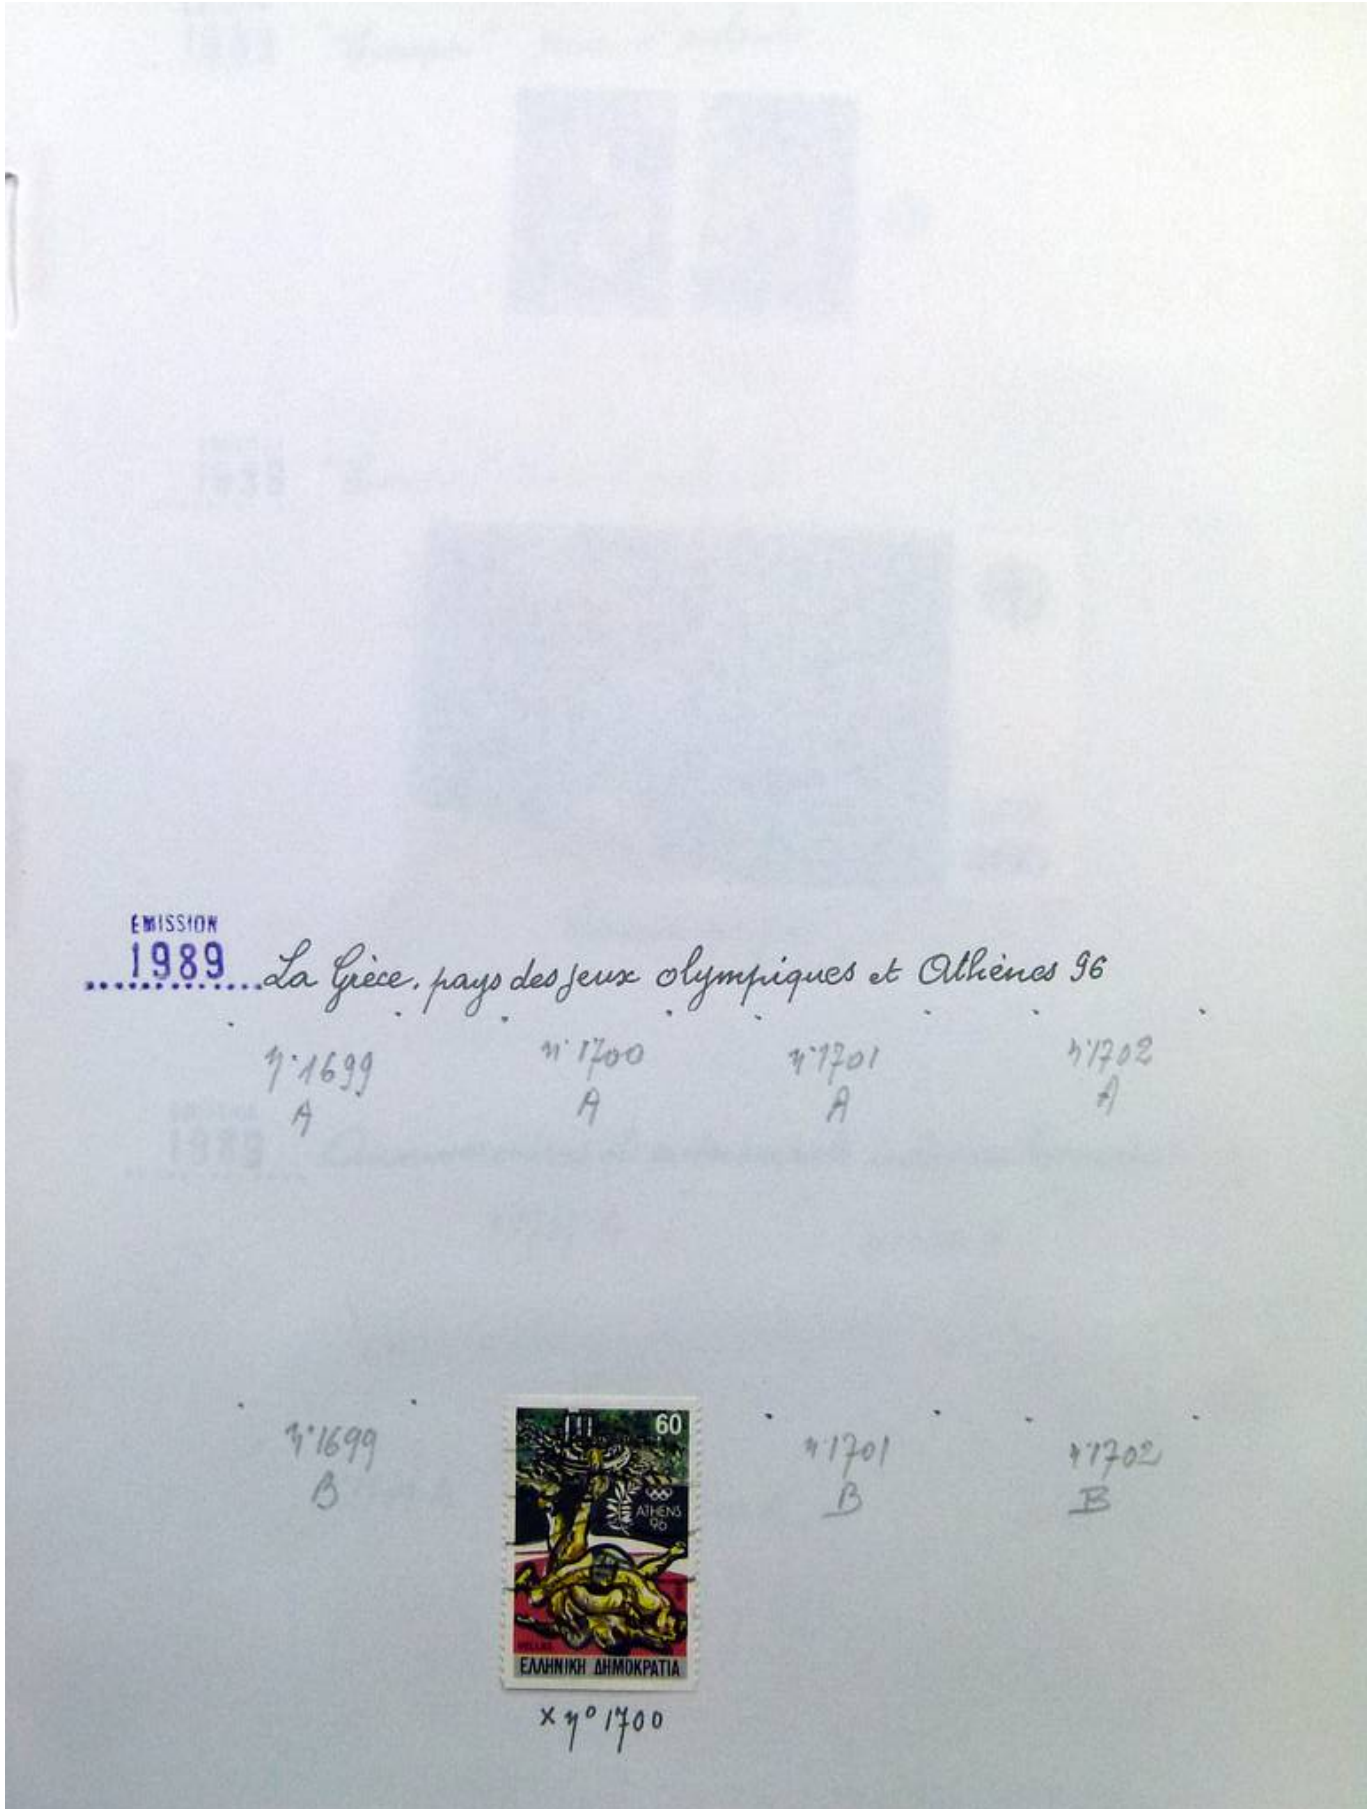 EMISSION
1989 La Grèce, pays des jeux olympiques et Athènes 96
n°1699 n°1700 n°1701 n°1702
A A A A
n°1699 n°1701 n°1702
B B B
60
ATHENS
96
HELLAS
ΕΛΛΗΝΙΚΗ ΔΗΜΟΚΡΑΤΙΑ
x n° 1700